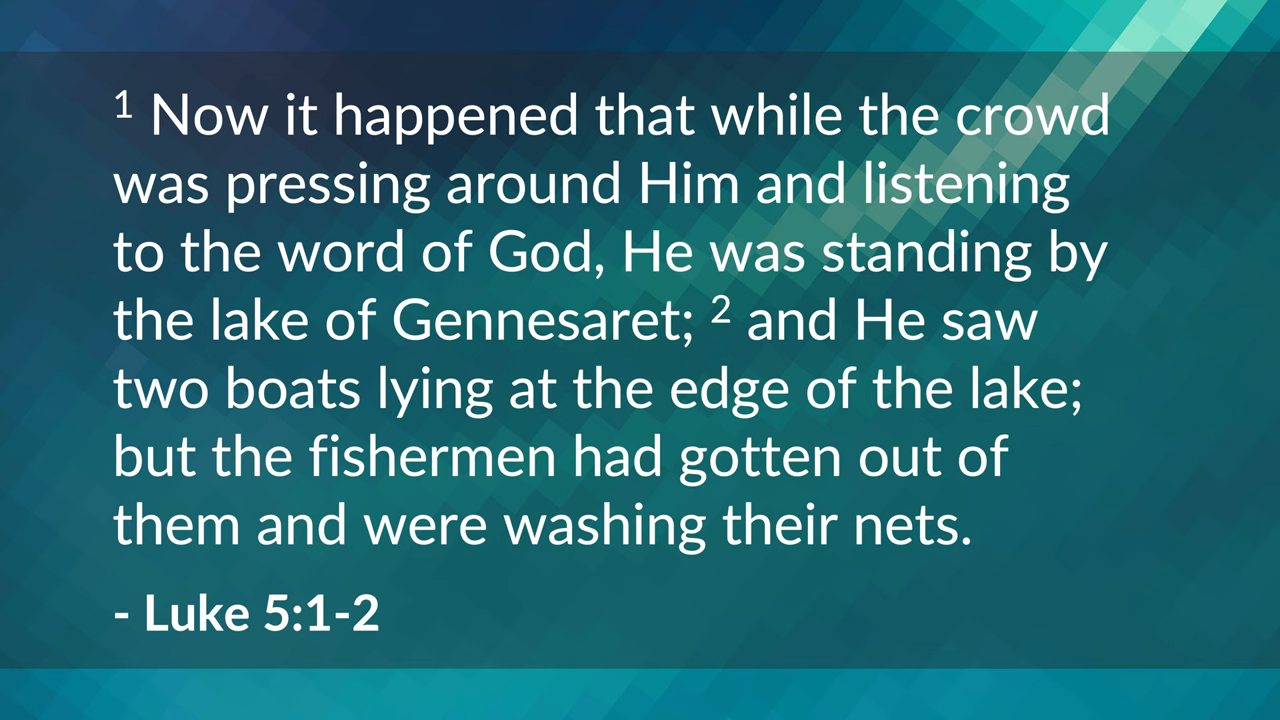 1 Now it happened that while the crowd
was pressing around Him and listening
to the word of God, He was standing by
the lake of Gennesaret; 2 and He saw
two boats lying at the edge of the lake;
but the fishermen had gotten out of
them and were washing their nets.
- Luke 5:1-2